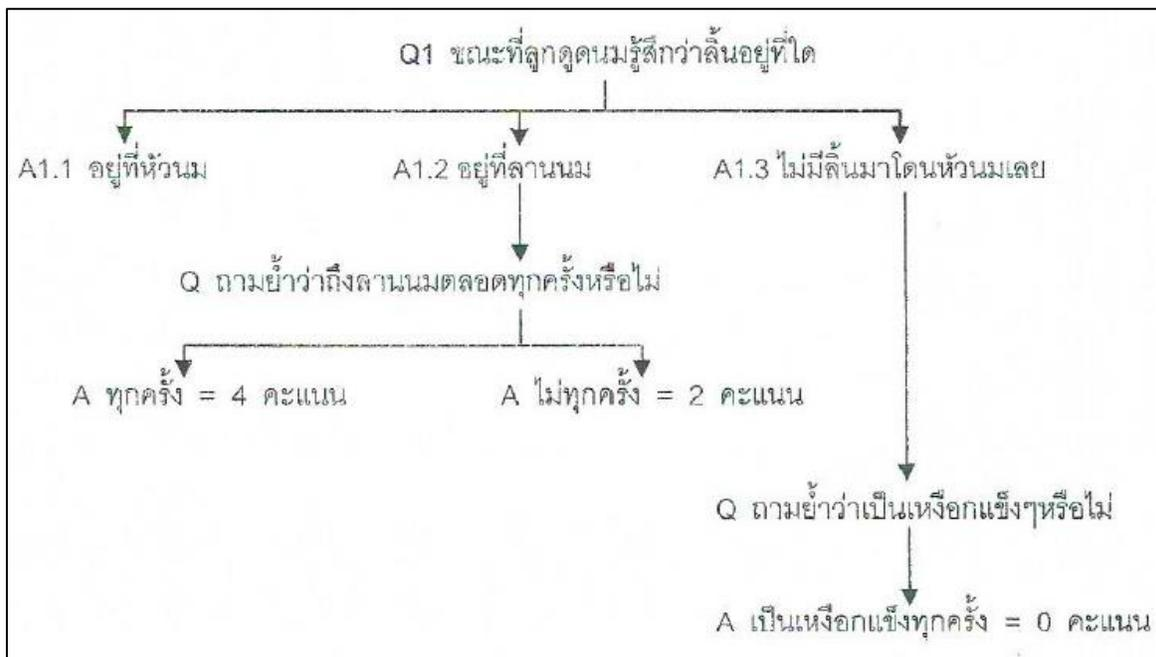 Q1 ขณะที่ลูกดูดนมรู้สึกว่าลิ้นอยู่ที่ใด
A1.1 อยู่ที่หัวนม
A1.2 อยู่ที่ลานนม
A1.3 ไม่มีลิ้นมาโดนหัวนมเลย
Q ถามย้ำว่าถึงลานนมตลอดทุกครั้งหรือไม่
A ทุกครั้ง = 4 คะแนน
A ไม่ทุกครั้ง = 2 คะแนน
Q ถามย้ำว่าเป็นเหงือกแข็งๆหรือไม่
A เป็นเหงือกแข็งทุกครั้ง = 0 คะแนน